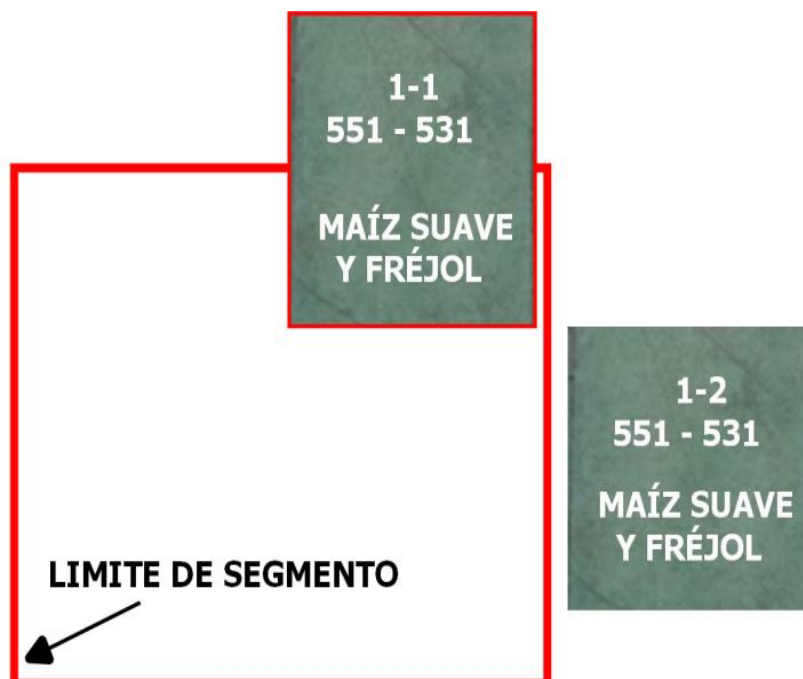 1-1
551 - 531
MAÍZ SUAVE
Y FRÉJOL
1-2
551 - 531
MAÍZ SUAVE
Y FRÉJOL
LIMITE DE SEGMENTO